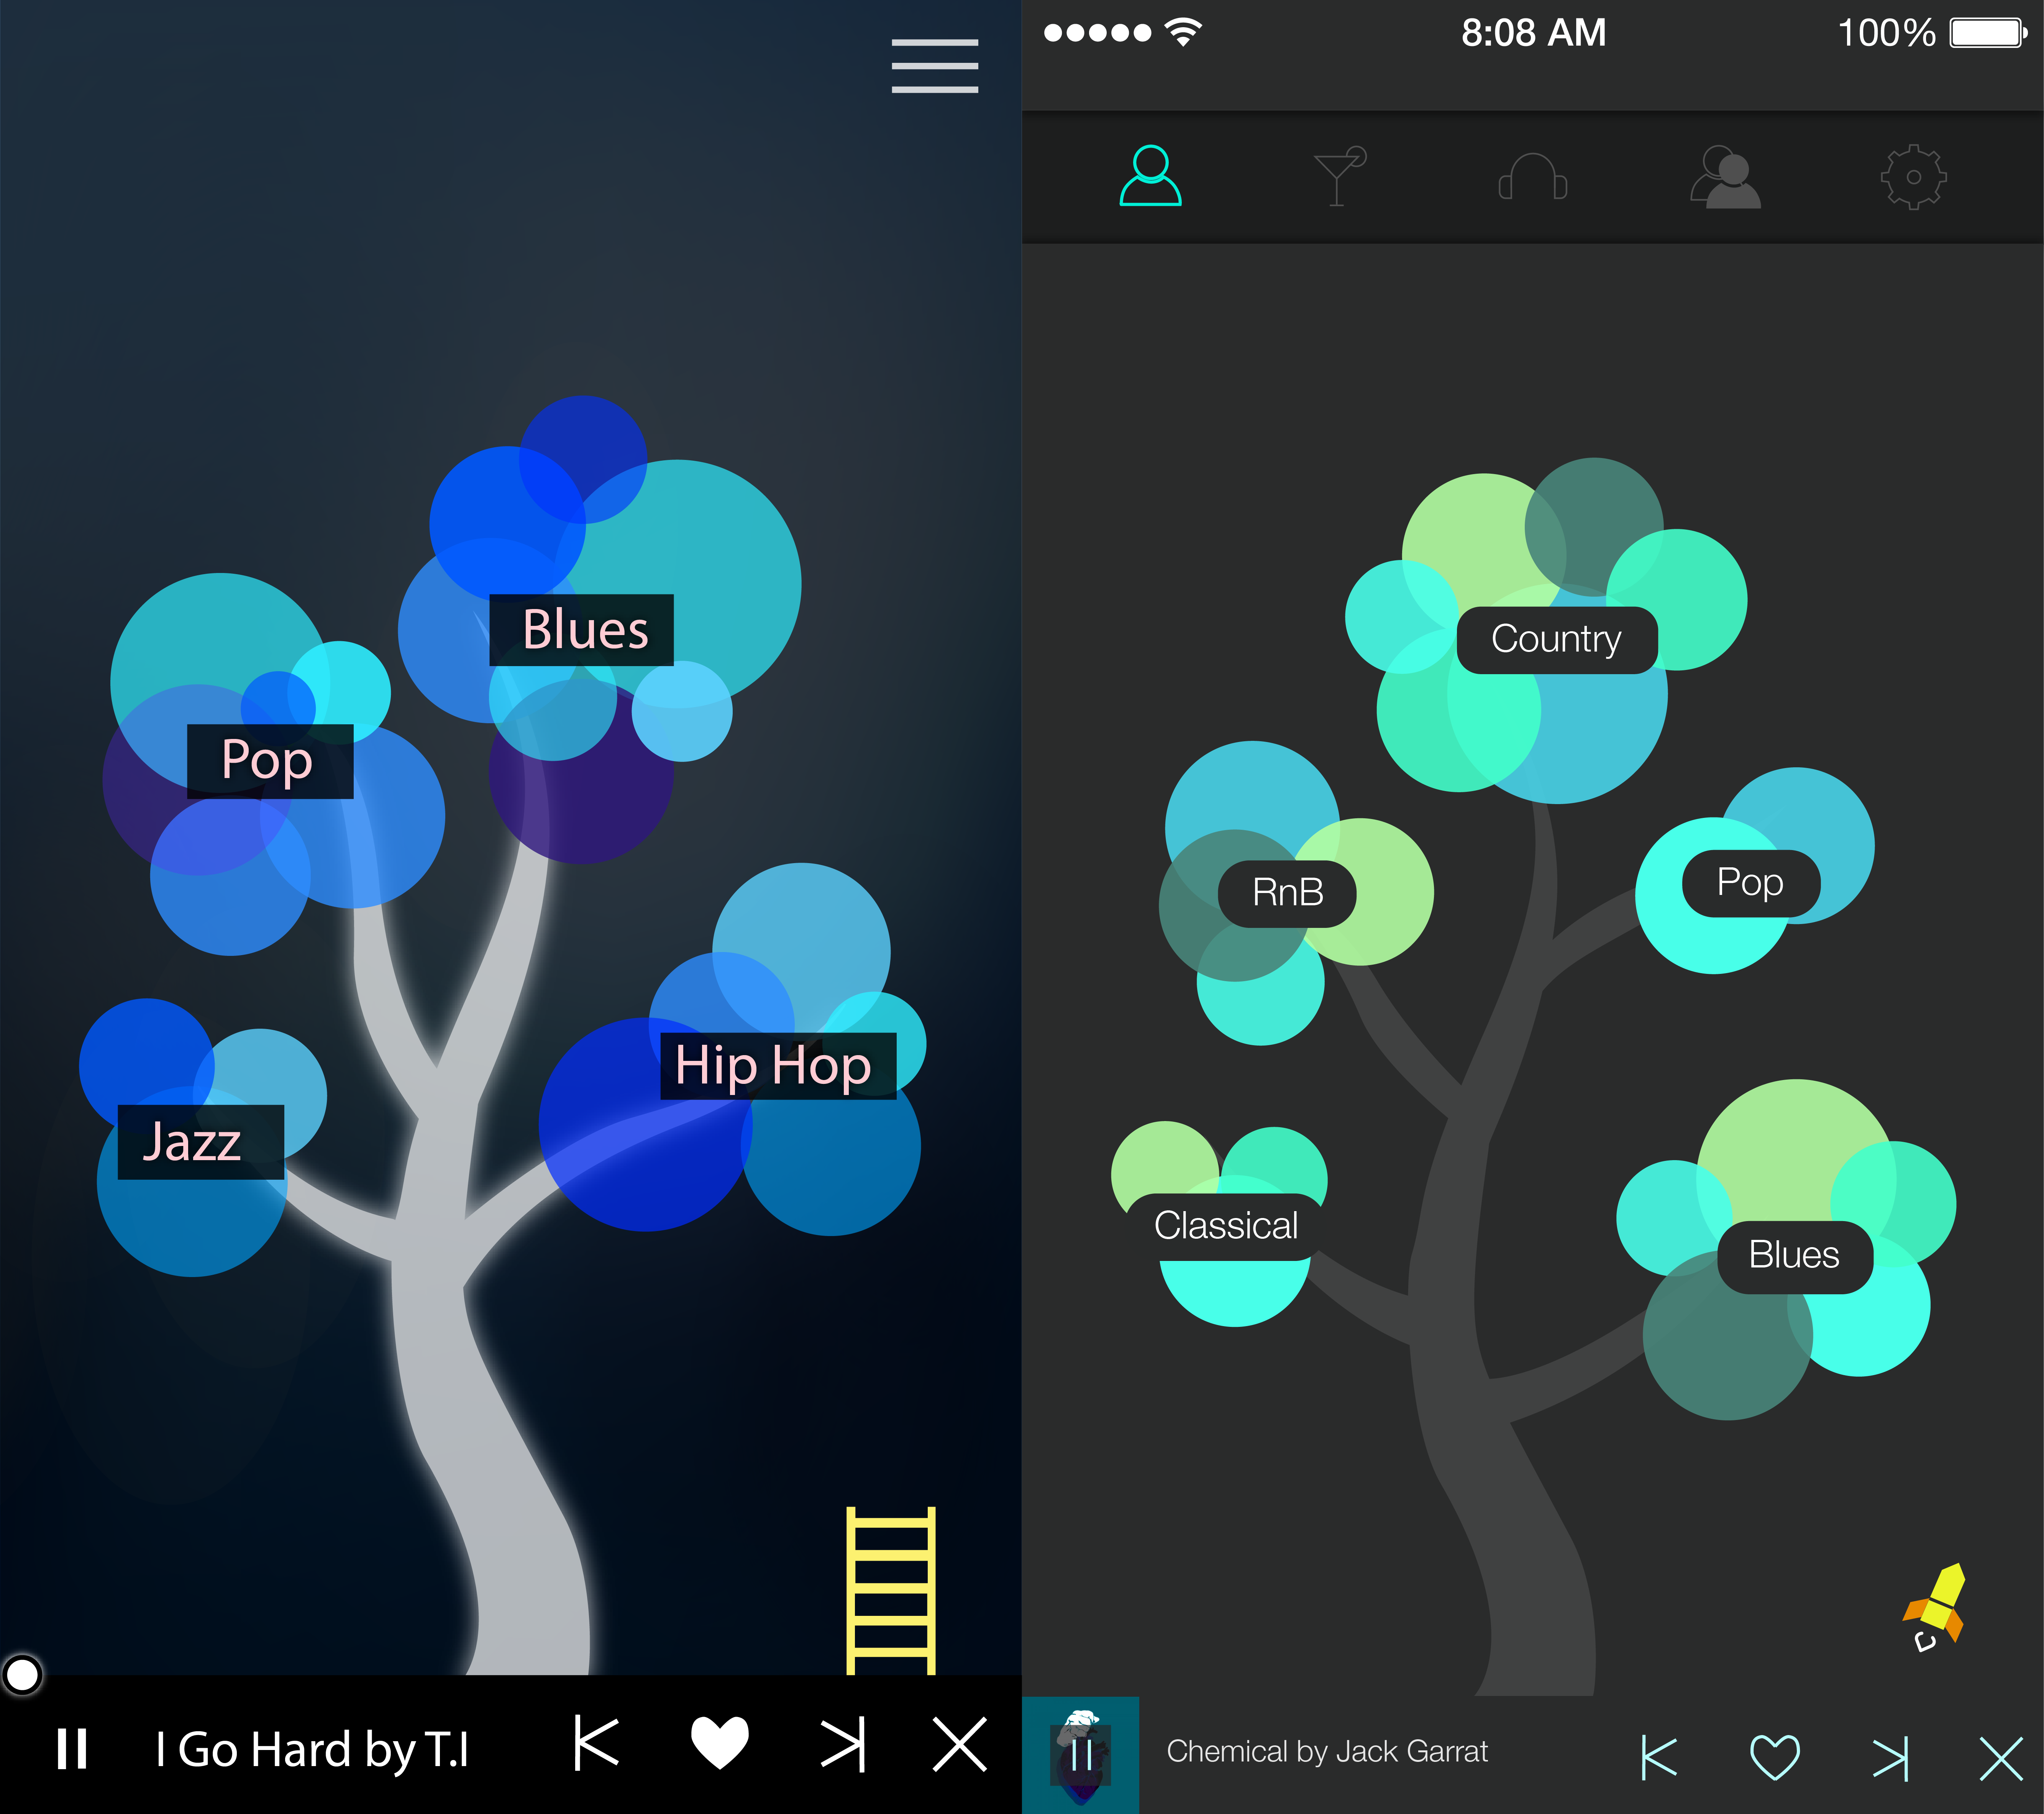 Blues
Pop
Hip Hop
Jazz
I Go Hard by T.I
8:08 AM
100%
Country
RnB
Pop
Classical
Blues
Chemical by Jack Garrat